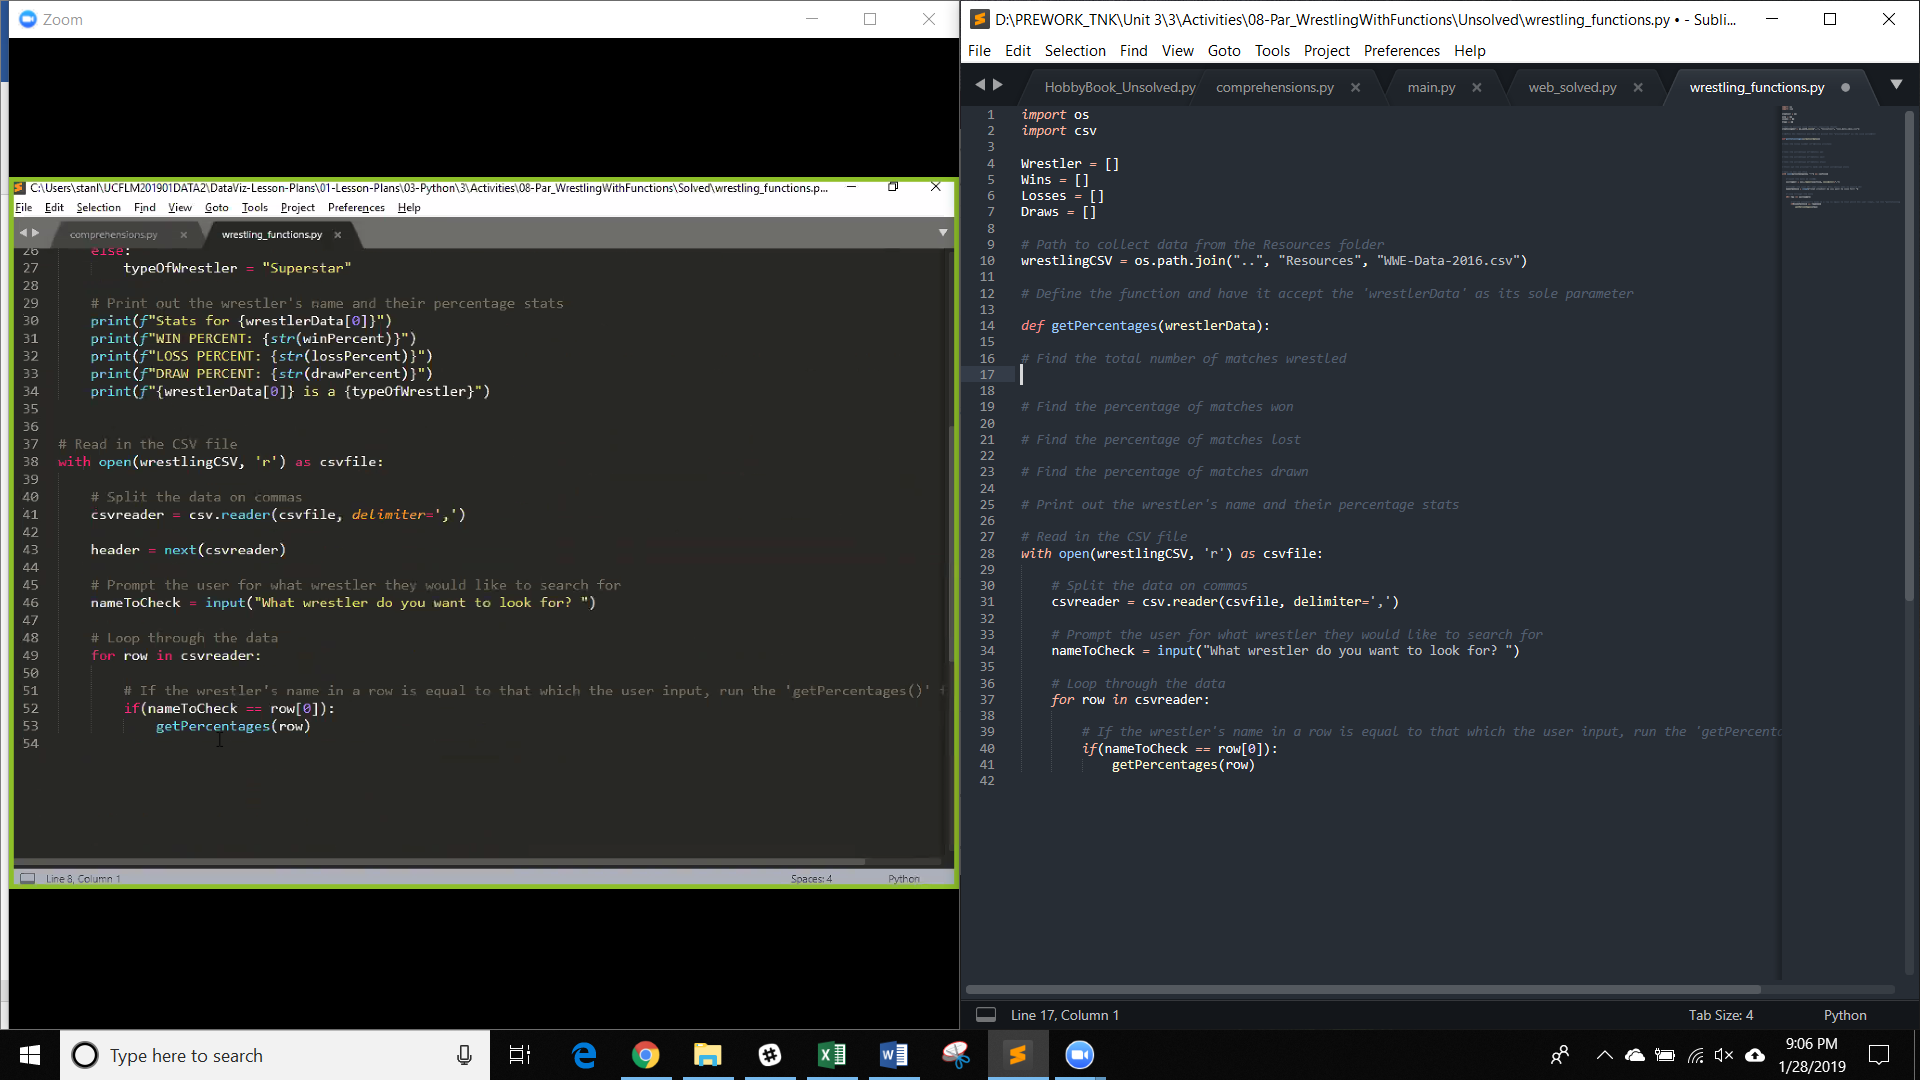 Zoom
C:\Users\stanl\UCFLM201901DATA2\DataViz-Lesson-Plans\01-Lesson-Plans\03-Python\3\Activities\08-Par_WrestlingWithFunctions\Solved\wrestling_functions.p...
File Edit Selection Find View Goto Tools Project Preferences Help
comprehensions.py wrestling_functions.py
26 else:
27 typeOfWrestler = "Superstar"
28
29 # Print out the wrestler's name and their percentage stats
30 print(f"Stats for {wrestlerData[0]}")
31 print(f"WIN PERCENT: {str(winPercent)}")
32 print(f"LOSS PERCENT: {str(lossPercent)}")
33 print(f"DRAW PERCENT: {str(drawPercent)}")
34 print(f"{wrestlerData[0]} is a {typeOfWrestler}")
35
36
37 # Read in the CSV file
38 with open(wrestlingCSV, 'r') as csvfile:
39
40 # Split the data on commas
41 csvreader = csv.reader(csvfile, delimiter=',')
42
43 header = next(csvreader)
44
45 # Prompt the user for what wrestler they would like to search for
46 nameToCheck = input("What wrestler do you want to look for? ")
47
48 # Loop through the data
49 for row in csvreader:
50
51 # If the wrestler's name in a row is equal to that which the user input, run the 'getPercentages()' f
52 if(nameToCheck == row[0]):
53 getPercentages(row)
54
Line 8, Column 1 Spaces: 4 Python
D:\PREWORK_TNK\Unit 3\3\Activities\08-Par_WrestlingWithFunctions\Unsolved\wrestling_functions.py • - Subli...
File Edit Selection Find View Goto Tools Project Preferences Help
HobbyBook_Unsolved.py comprehensions.py main.py web_solved.py wrestling_functions.py
1 import os
2 import csv
3
4 Wrestler = []
5 Wins = []
6 Losses = []
7 Draws = []
8
9 # Path to collect data from the Resources folder
10 wrestlingCSV = os.path.join("..", "Resources", "WWE-Data-2016.csv")
11
12 # Define the function and have it accept the 'wrestlerData' as its sole parameter
13
14 def getPercentages(wrestlerData):
15
16 # Find the total number of matches wrestled
17
18
19 # Find the percentage of matches won
20
21 # Find the percentage of matches lost
22
23 # Find the percentage of matches drawn
24
25 # Print out the wrestler's name and their percentage stats
26
27 # Read in the CSV file
28 with open(wrestlingCSV, 'r') as csvfile:
29
30 # Split the data on commas
31 csvreader = csv.reader(csvfile, delimiter=',')
32
33 # Prompt the user for what wrestler they would like to search for
34 nameToCheck = input("What wrestler do you want to look for? ")
35
36 # Loop through the data
37 for row in csvreader:
38
39 # If the wrestler's name in a row is equal to that which the user input, run the 'getPercenta
40 if(nameToCheck == row[0]):
41 getPercentages(row)
42
Line 17, Column 1 Tab Size: 4 Python
Type here to search
9:06 PM
1/28/2019